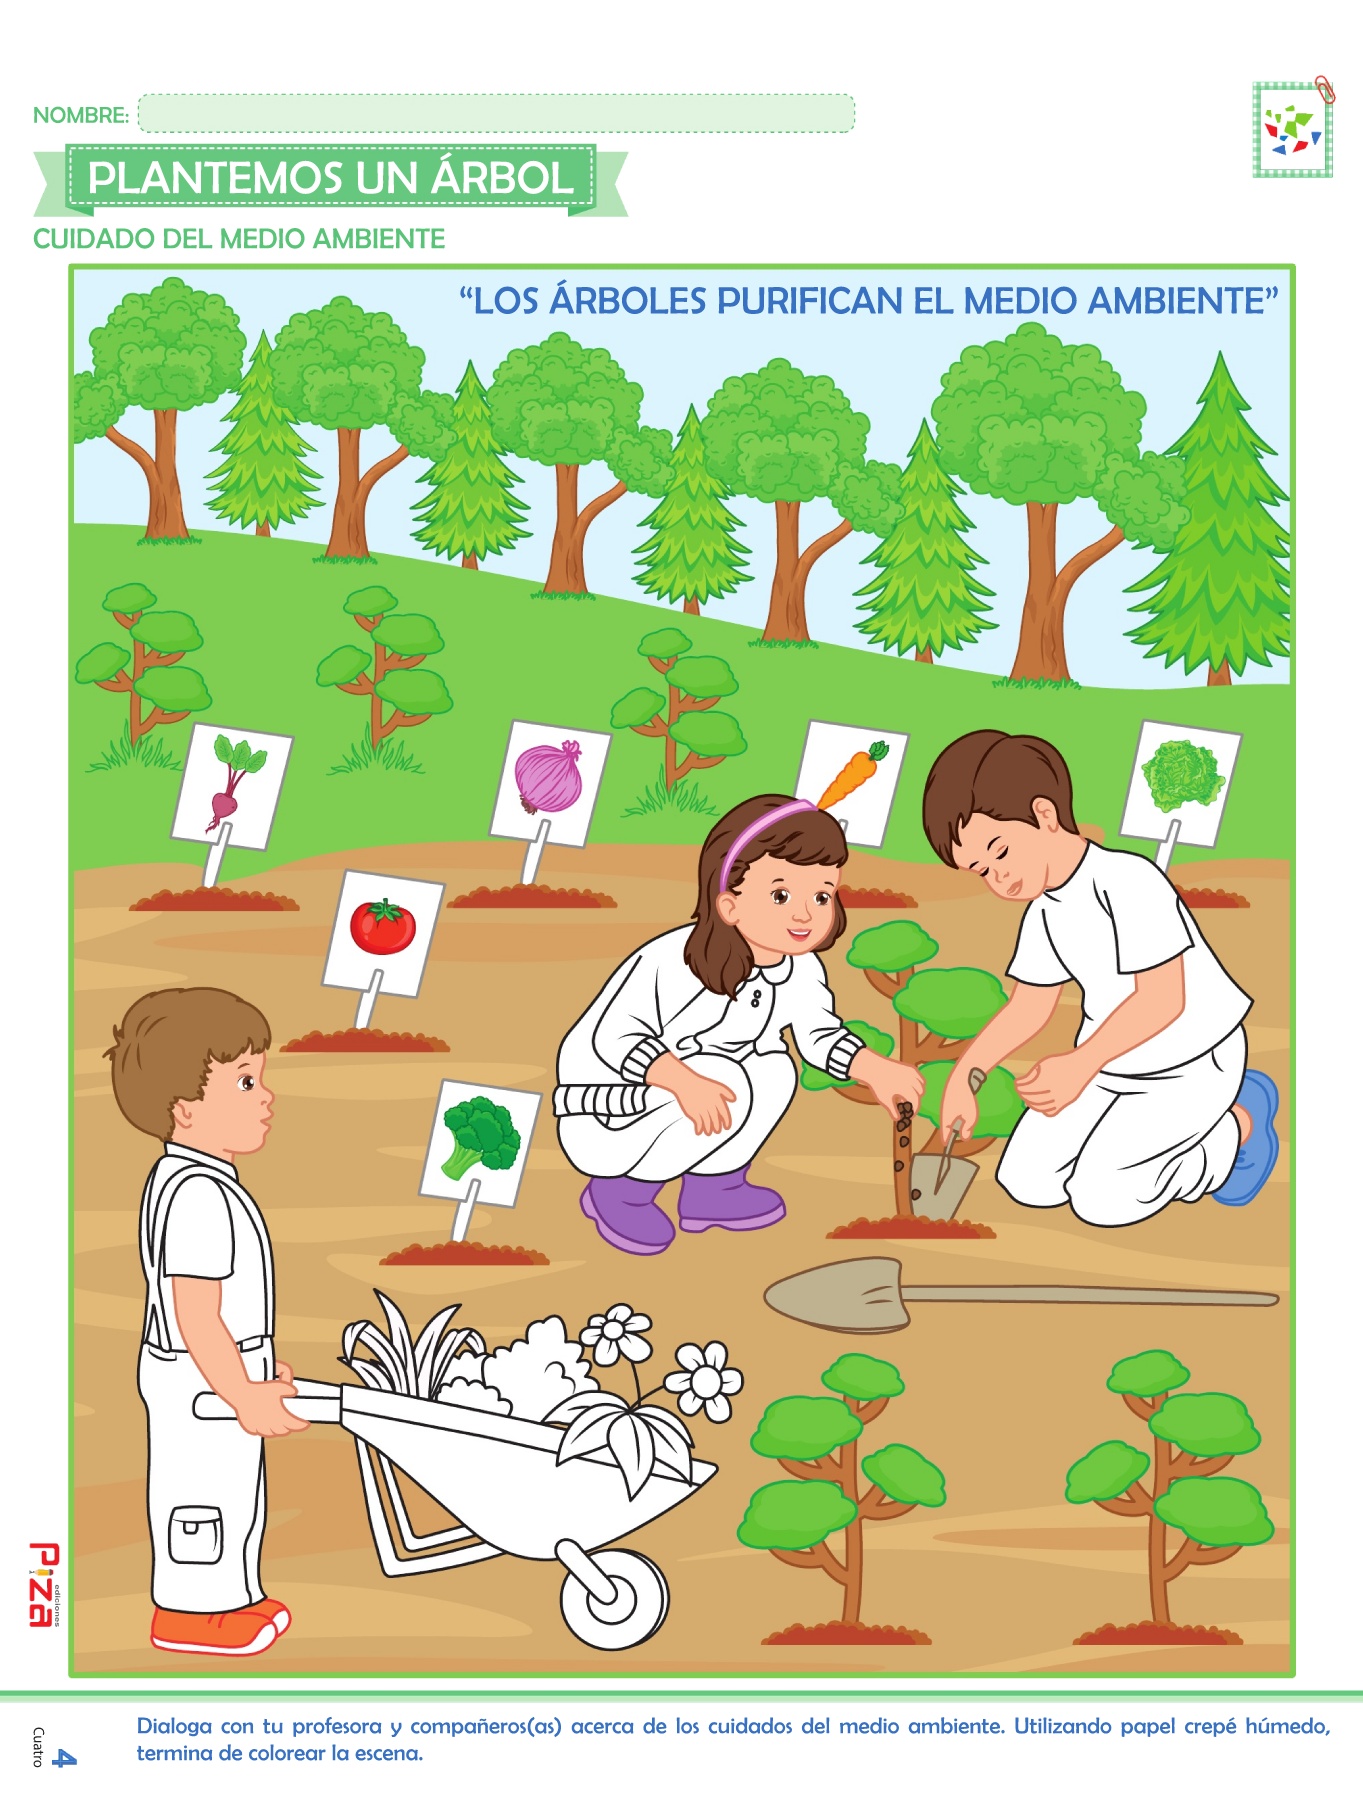 NOMBRE:
PLANTEMOS UN ÁRBOL
CUIDADO DEL MEDIO AMBIENTE
“LOS ÁRBOLES PURIFICAN EL MEDIO AMBIENTE”
Piza
ediciones
Dialoga con tu profesora y compañeros(as) acerca de los cuidados del medio ambiente. Utilizando papel crepé húmedo,
termina de colorear la escena.
Cuatro
4